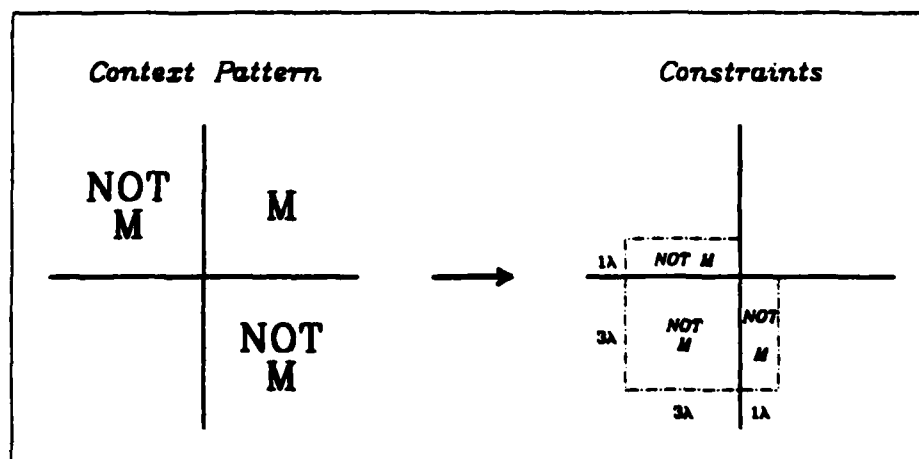 Context Pattern
NOT
M
M
NOT
M
Constraints
1λ
NOT M
3λ
NOT
M
NOT
M
3λ
1λ